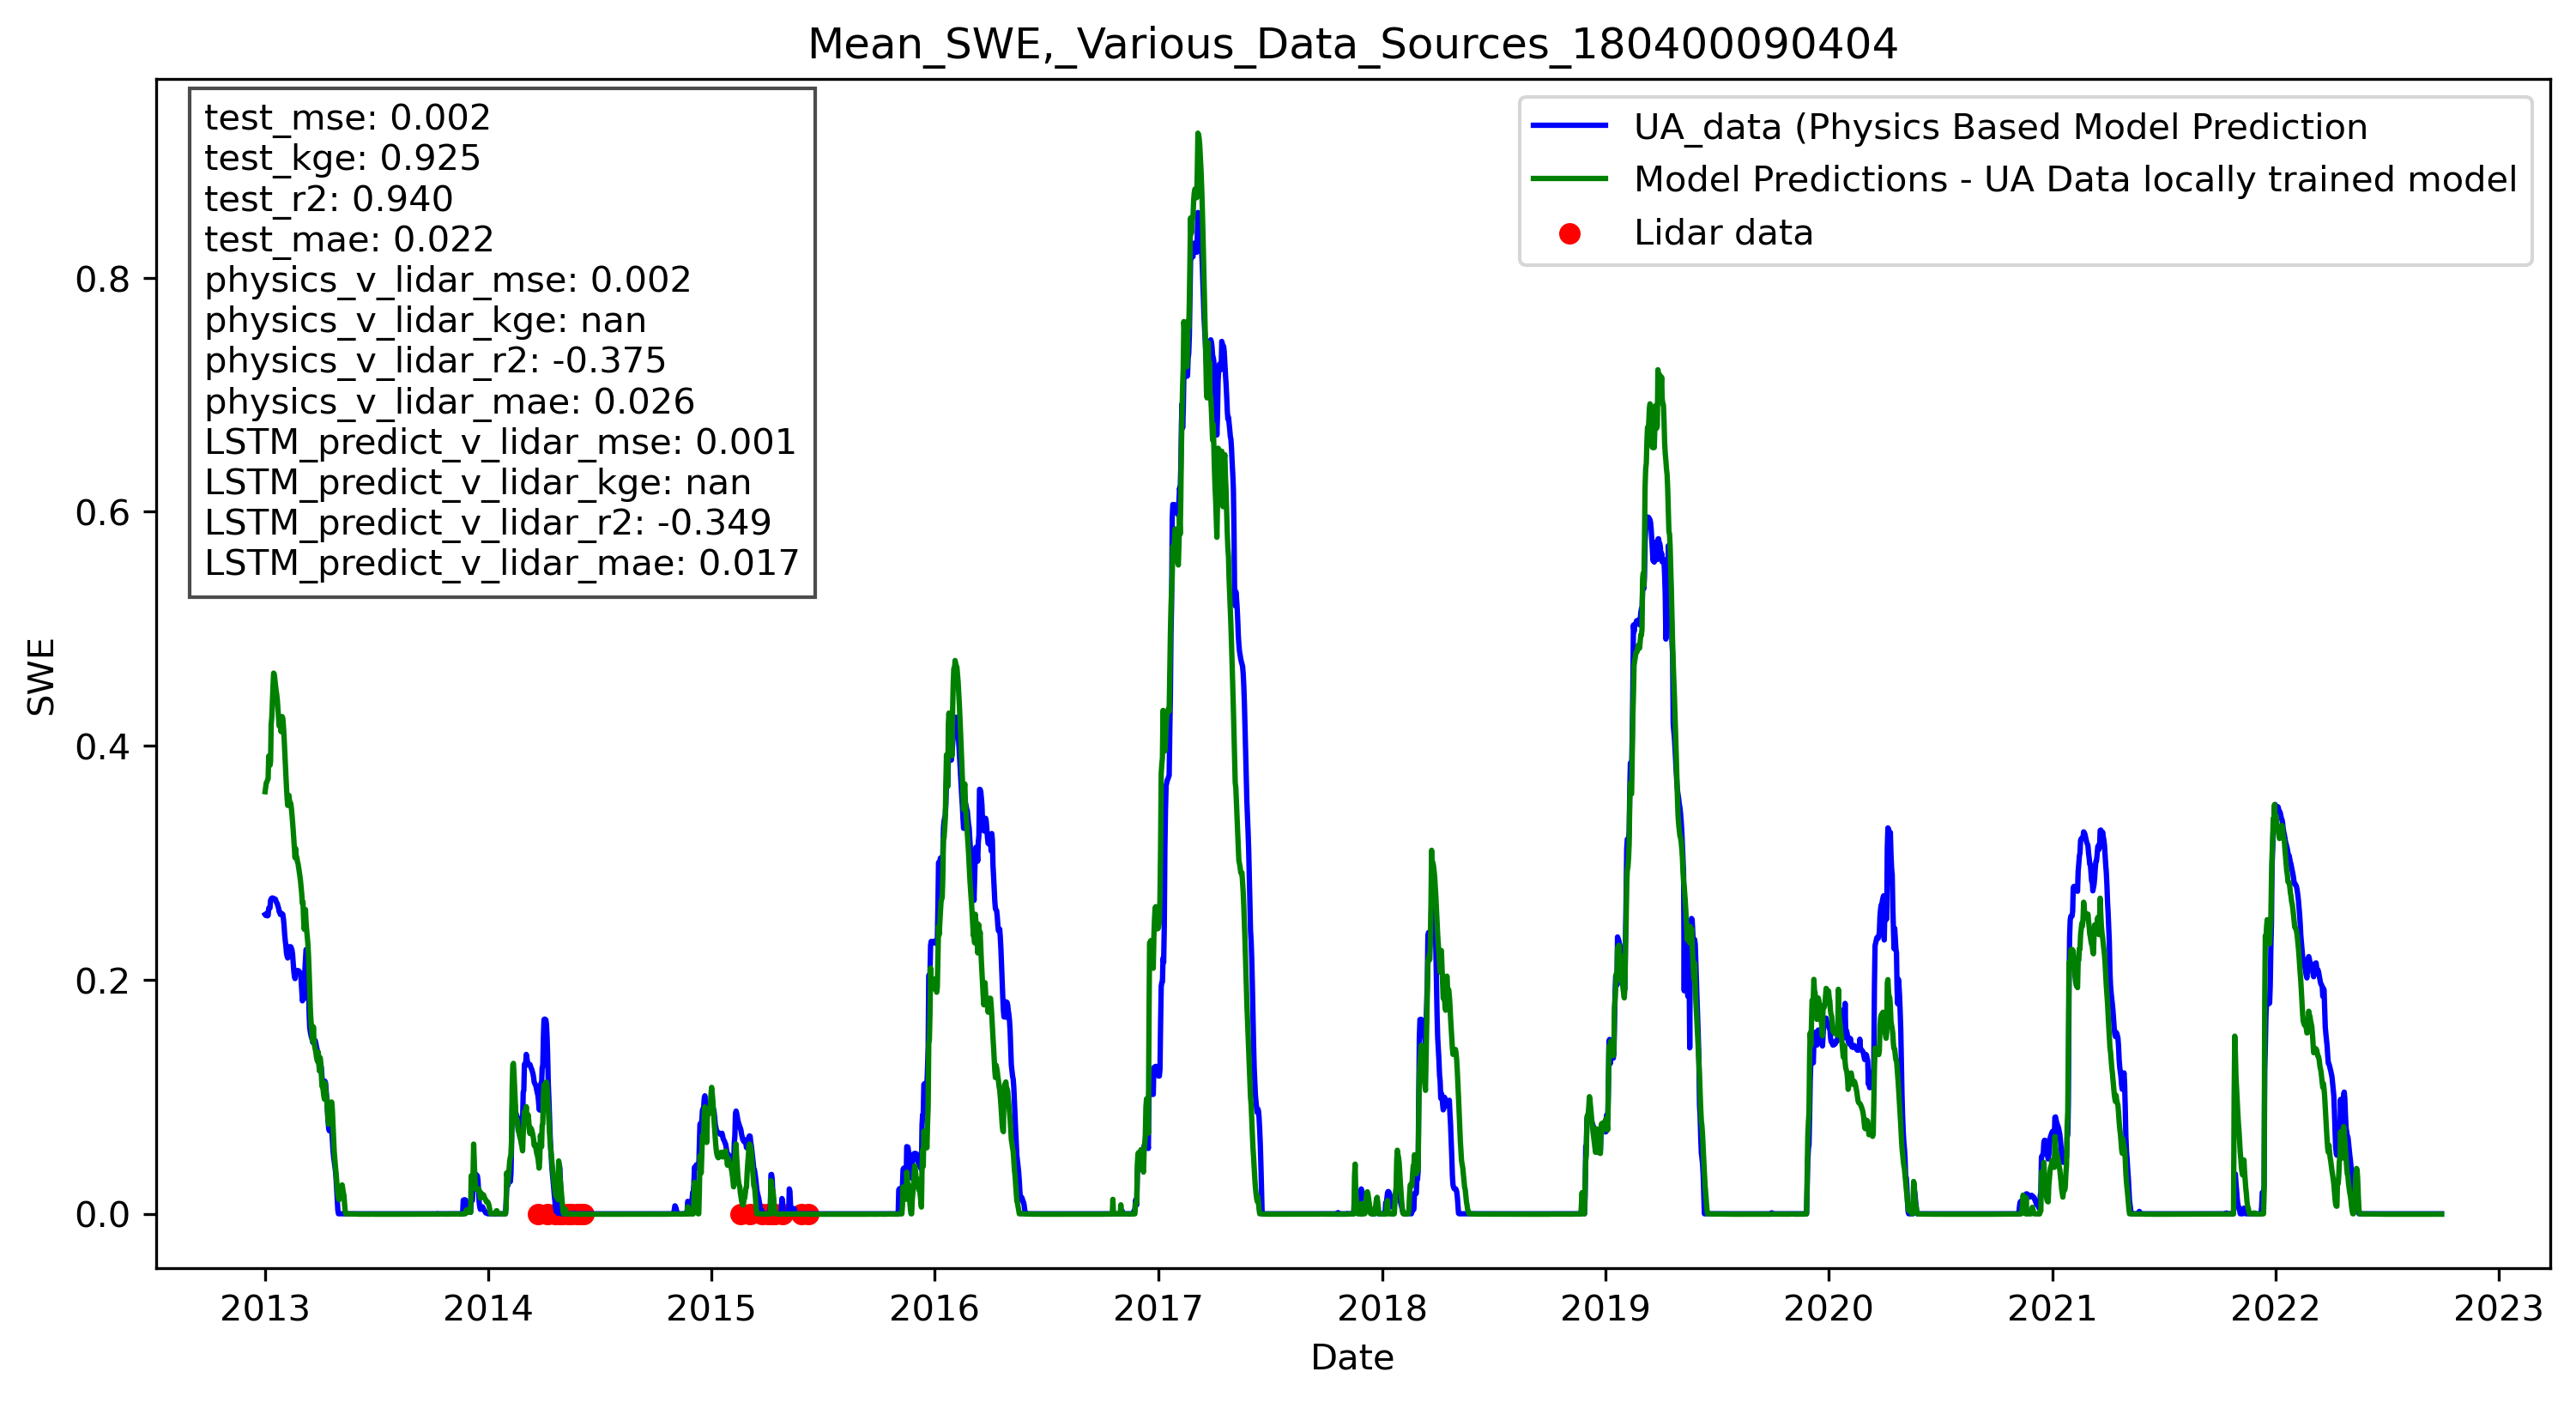 Mean_SWE,_Various_Data_Sources_180400090404
test_mse: 0.002
test_kge: 0.925
test_r2: 0.940
test_mae: 0.022
physics_v_lidar_mse: 0.002
physics_v_lidar_kge: nan
physics_v_lidar_r2: -0.375
physics_v_lidar_mae: 0.026
LSTM_predict_v_lidar_mse: 0.001
LSTM_predict_v_lidar_kge: nan
LSTM_predict_v_lidar_r2: -0.349
LSTM_predict_v_lidar_mae: 0.017
UA_data (Physics Based Model Prediction
Model Predictions - UA Data locally trained model
Lidar data
SWE
0.8
0.6
0.4
0.2
0.0
2013 2014 2015 2016 2017 2018 2019 2020 2021 2022 2023
Date